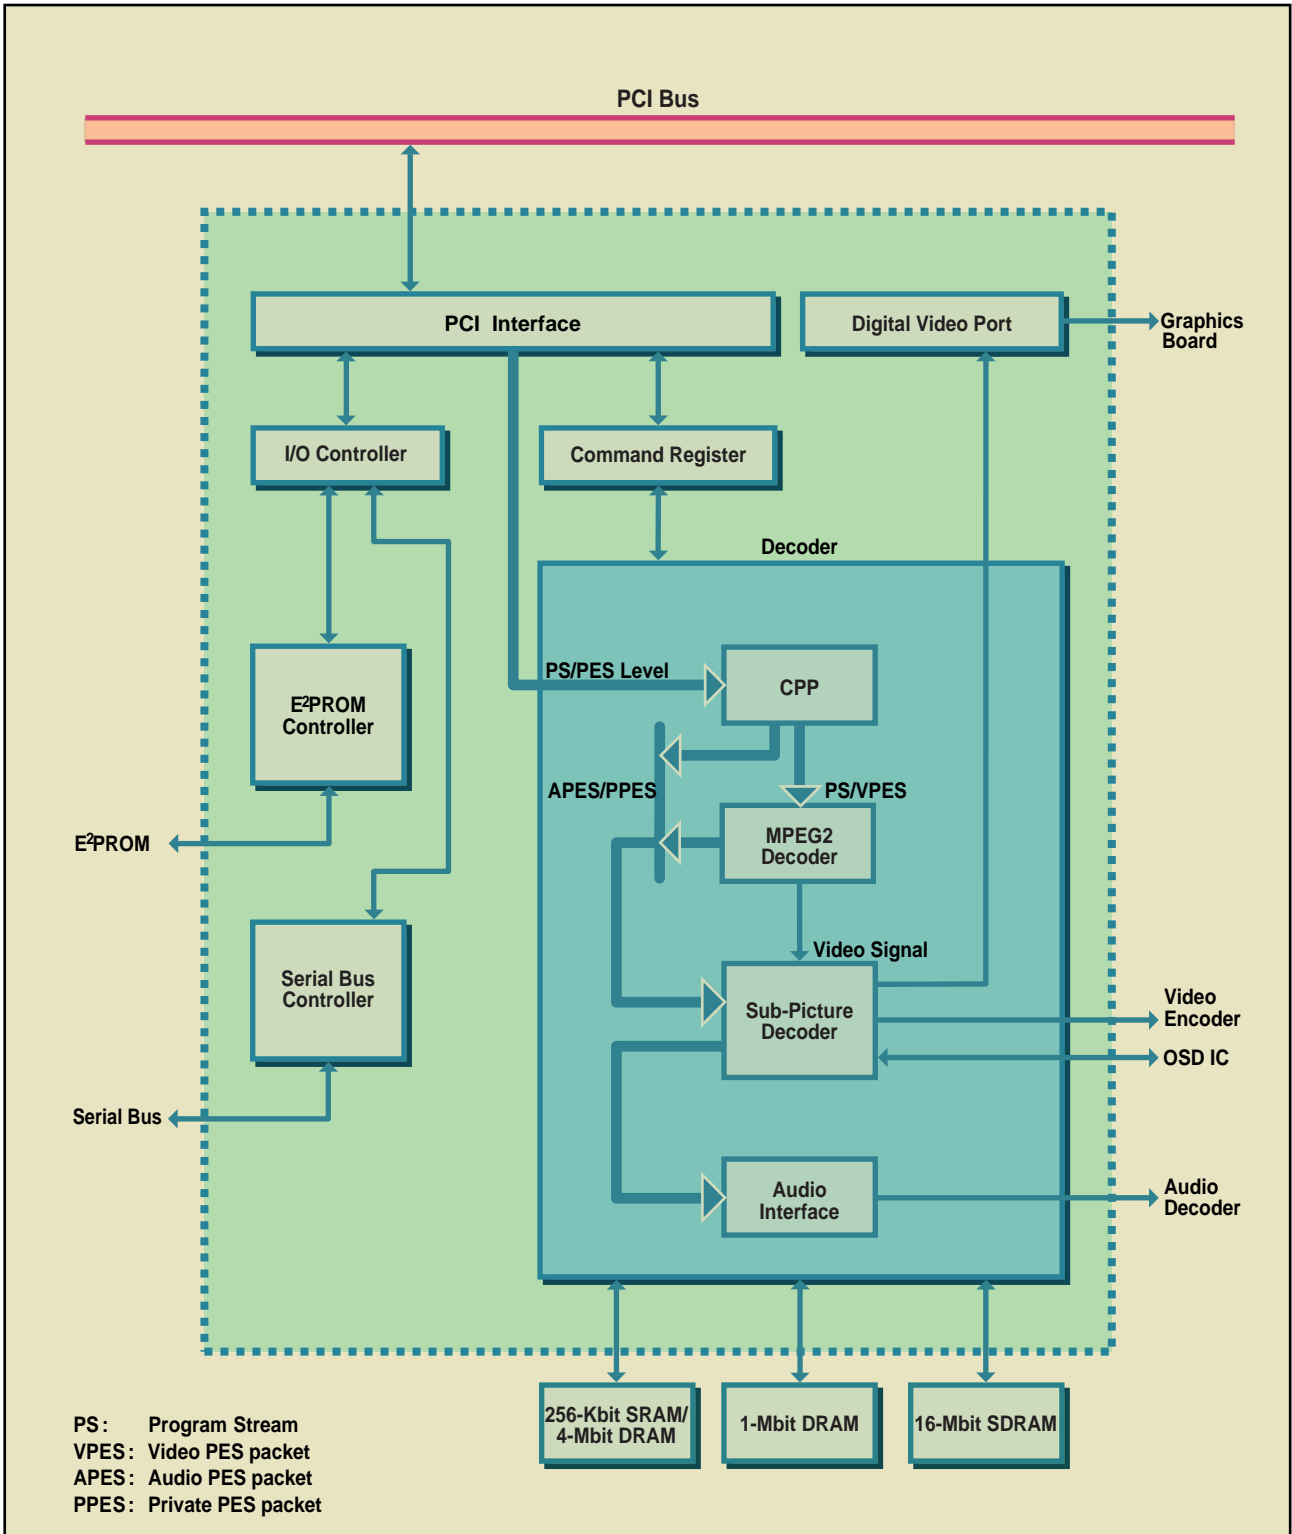 PCI Bus
PCI Interface
Digital Video Port
Graphics
Board
I/O Controller
Command Register
Decoder
PS/PES Level
CPP
E²PROM
Controller
APES/PPES
PS/VPES
MPEG2
Decoder
E²PROM
Video Signal
Serial Bus
Controller
Sub-Picture
Decoder
Video
Encoder
OSD IC
Serial Bus
Audio
Interface
Audio
Decoder
256-Kbit SRAM/
4-Mbit DRAM
1-Mbit DRAM
16-Mbit SDRAM
PS: Program Stream
VPES: Video PES packet
APES: Audio PES packet
PPES: Private PES packet